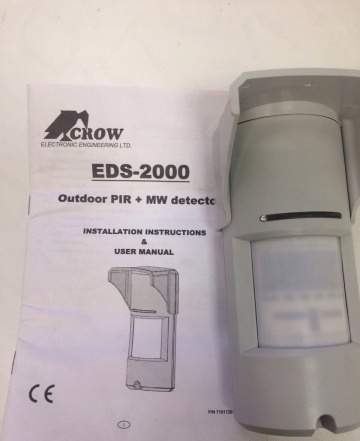 CROW
ELECTRONIC ENGINEERING LTD.
EDS-2000
Outdoor PIR + MW detecto
INSTALLATION INSTRUCTIONS
&
USER MANUAL
CE